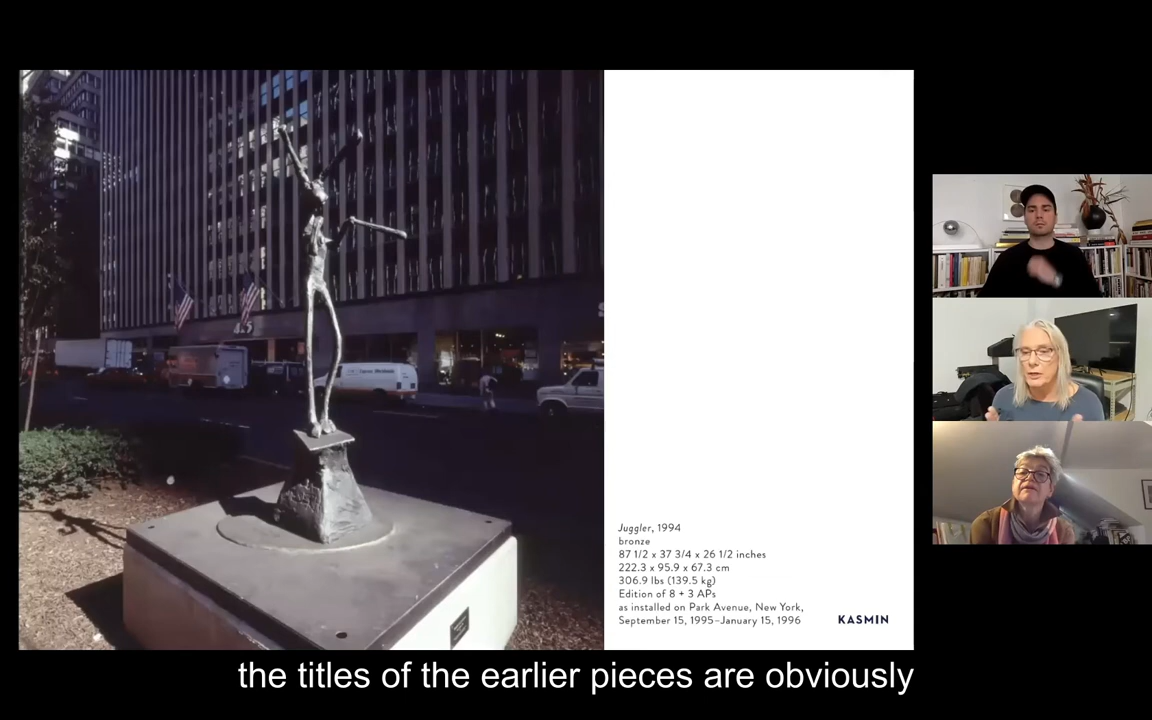 425
Juggler, 1994
bronze
87 1/2 x 37 3/4 x 26 1/2 inches
222.3 x 95.9 x 67.3 cm
306.9 lbs (139.5 kg)
Edition of 8 + 3 APs
as installed on Park Avenue, New York,
September 15, 1995–January 15, 1996
KASMIN
the titles of the earlier pieces are obviously